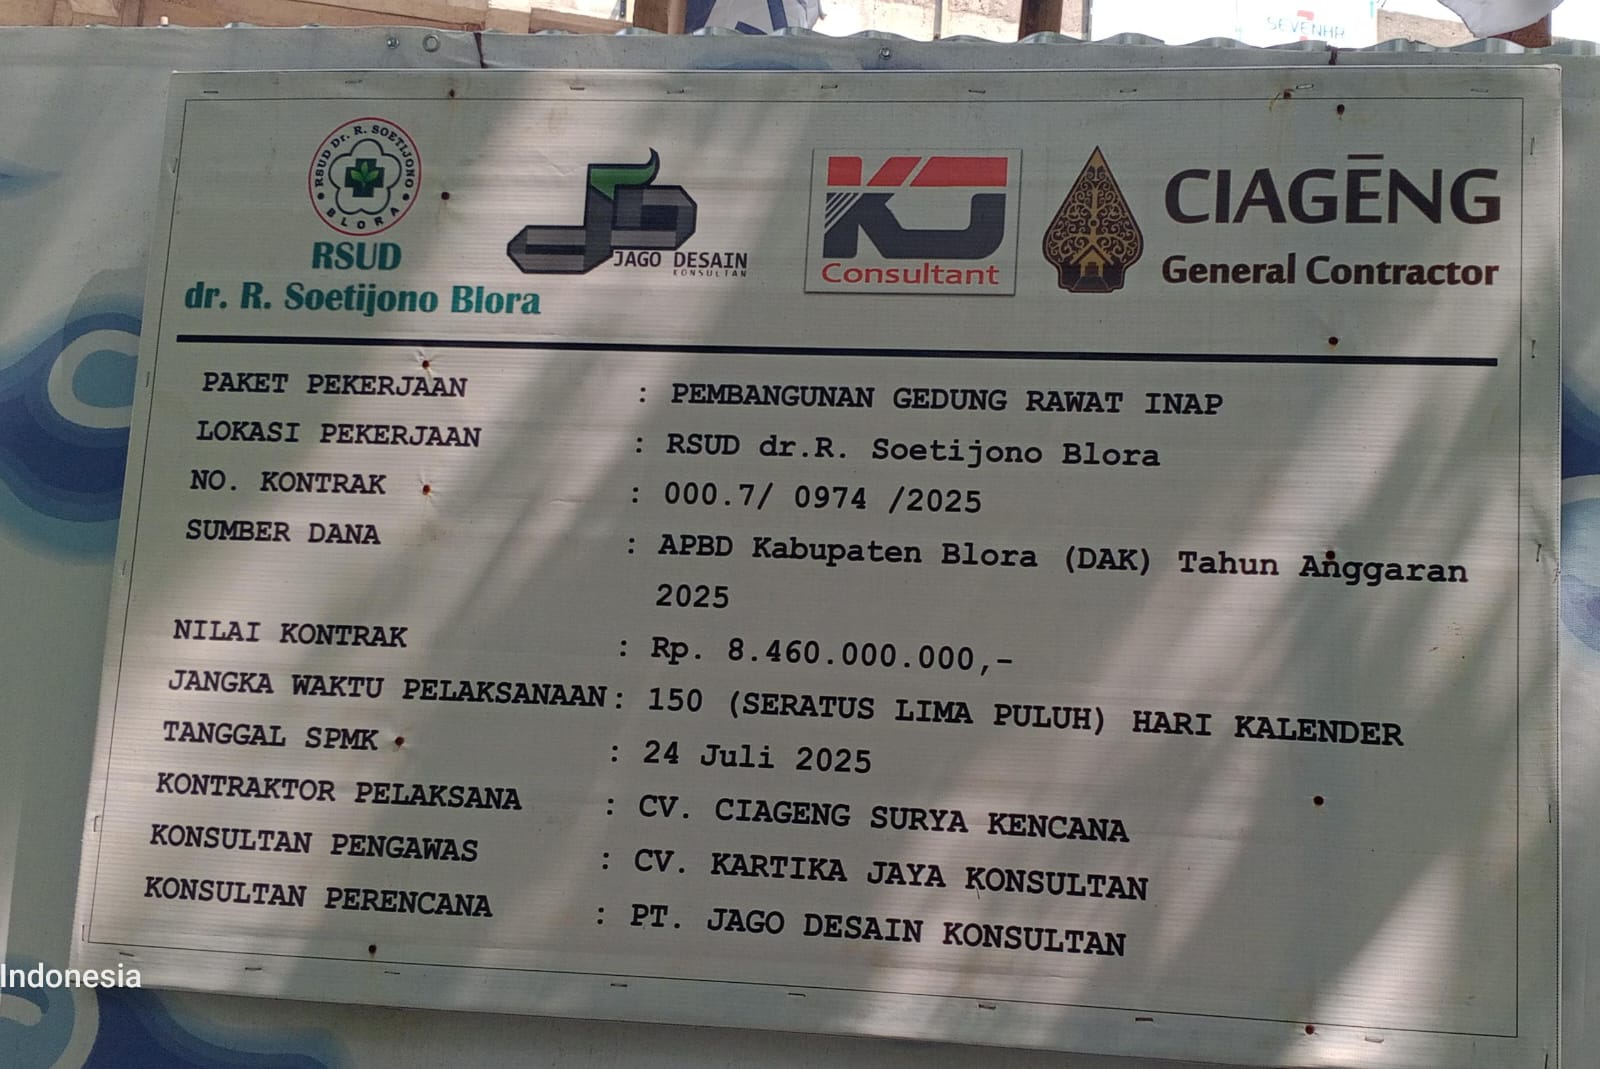 SEVENHR
RSUD Dr. R. SOETIJONO
BLORA
RSUD
dr. R. Soetijono Blora
JAGO DESAIN
KONSULTAN
KJ
Consultant
CIAGĒNG
General Contractor
PAKET PEKERJAAN : PEMBANGUNAN GEDUNG RAWAT INAP
LOKASI PEKERJAAN : RSUD dr.R. Soetijono Blora
NO. KONTRAK : 000.7/ 0974 /2025
SUMBER DANA : APBD Kabupaten Blora (DAK) Tahun Anggaran
2025
NILAI KONTRAK : Rp. 8.460.000.000,-
JANGKA WAKTU PELAKSANAAN : 150 (SERATUS LIMA PULUH) HARI KALENDER
TANGGAL SPMK : 24 Juli 2025
KONTRAKTOR PELAKSANA : CV. CIAGENG SURYA KENCANA
KONSULTAN PENGAWAS : CV. KARTIKA JAYA KONSULTAN
KONSULTAN PERENCANA : PT. JAGO DESAIN KONSULTAN
Indonesia